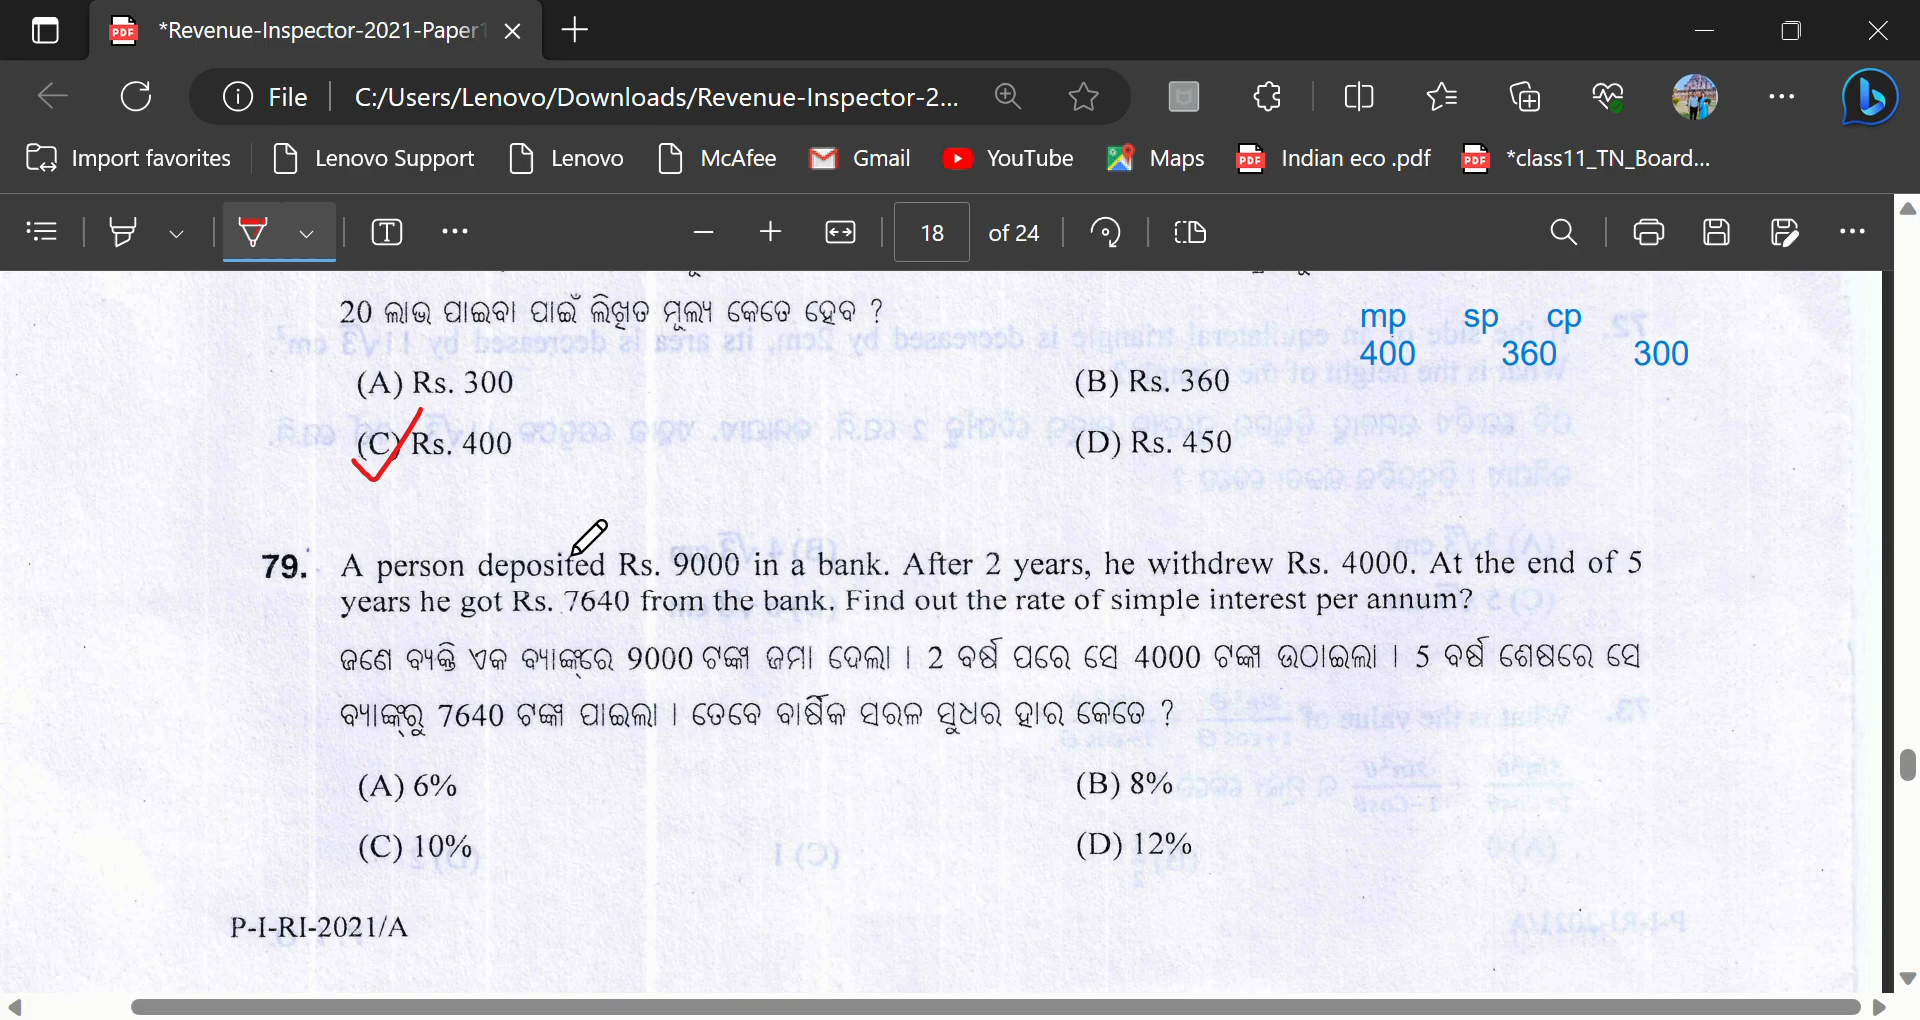 *Revenue-Inspector-2021-Paper1
File
C:/Users/Lenovo/Downloads/Revenue-Inspector-2...
Import favorites
Lenovo Support
Lenovo
McAfee
Gmail
YouTube
Maps
Indian eco .pdf
*class11_TN_Board...
18 of 24
20 ଲାଭ ପାଇବା ପାଇଁ ଲିଖିତ ମୂଲ୍ୟ କେତେ ହେବ ?
mp sp cp
400 360 300
(A) Rs. 300
(B) Rs. 360
(C) Rs. 400
(D) Rs. 450
79. A person deposited Rs. 9000 in a bank. After 2 years, he withdrew Rs. 4000. At the end of 5
years he got Rs. 7640 from the bank. Find out the rate of simple interest per annum?
ଜଣେ ବ୍ୟକ୍ତି ଏକ ବ୍ୟାଙ୍କରେ 9000 ଟଙ୍କା ଜମା ଦେଲା । 2 ବର୍ଷ ପରେ ସେ 4000 ଟଙ୍କା ଉଠାଇଲା । 5 ବର୍ଷ ଶେଷରେ ସେ
ବ୍ୟାଙ୍କରୁ 7640 ଟଙ୍କା ପାଇଲା । ତେବେ ବାର୍ଷିକ ସରଳ ସୁଧର ହାର କେତେ ?
(A) 6%
(B) 8%
(C) 10%
(D) 12%
P-I-RI-2021/A